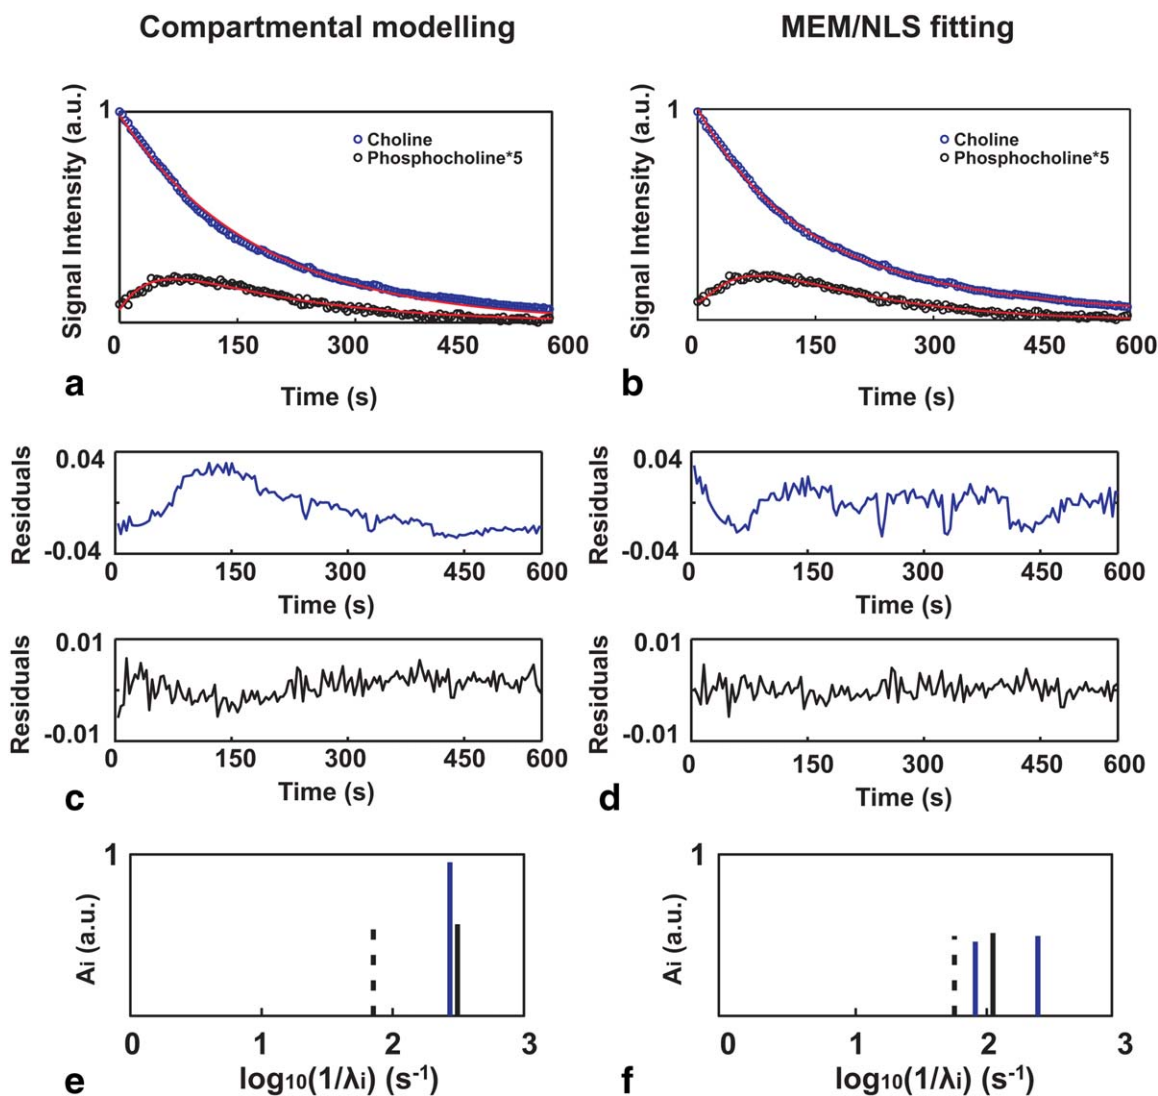 Compartmental modelling
MEM/NLS fitting
Signal Intensity (a.u.)
1
Choline
Phosphocholine*5
0 150 300 450 600
a
Time (s)
Signal Intensity (a.u.)
1
Choline
Phosphocholine*5
0 150 300 450 600
b
Time (s)
Residuals
0.04
-0.04
0 150 300 450 600
Time (s)
Residuals
0.04
-0.04
0 150 300 450 600
Time (s)
Residuals
0.01
-0.01
0 150 300 450 600
c
Time (s)
Residuals
0.01
-0.01
0 150 300 450 600
d
Time (s)
Ai (a.u.)
1
0 1 2 3
e
log10(1/λi) (s-1)
Ai (a.u.)
1
0 1 2 3
f
log10(1/λi) (s-1)